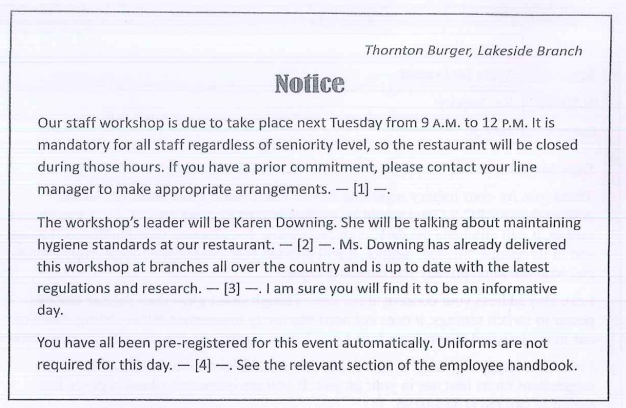 Thornton Burger, Lakeside Branch
Notice
Our staff workshop is due to take place next Tuesday from 9 A.M. to 12 P.M. It is
mandatory for all staff regardless of seniority level, so the restaurant will be closed
during those hours. If you have a prior commitment, please contact your line
manager to make appropriate arrangements. — [1] —.
The workshop's leader will be Karen Downing. She will be talking about maintaining
hygiene standards at our restaurant. — [2] —. Ms. Downing has already delivered
this workshop at branches all over the country and is up to date with the latest
regulations and research. — [3] —. I am sure you will find it to be an informative
day.
You have all been pre-registered for this event automatically. Uniforms are not
required for this day. — [4] —. See the relevant section of the employee handbook.